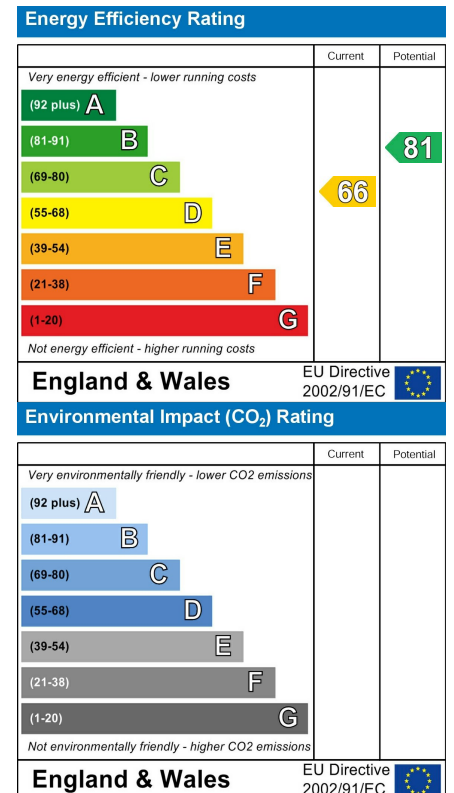 Energy Efficiency Rating
Current Potential
Very energy efficient - lower running costs
(92 plus) A
(81-91) B
81
(69-80) C
66
(55-68) D
(39-54) E
(21-38) F
(1-20) G
Not energy efficient - higher running costs
England & Wales
EU Directive
2002/91/EC
Environmental Impact (CO₂) Rating
Current Potential
Very environmentally friendly - lower CO2 emissions
(92 plus) A
(81-91) B
(69-80) C
(55-68) D
(39-54) E
(21-38) F
(1-20) G
Not environmentally friendly - higher CO2 emissions
England & Wales
EU Directive
2002/91/EC